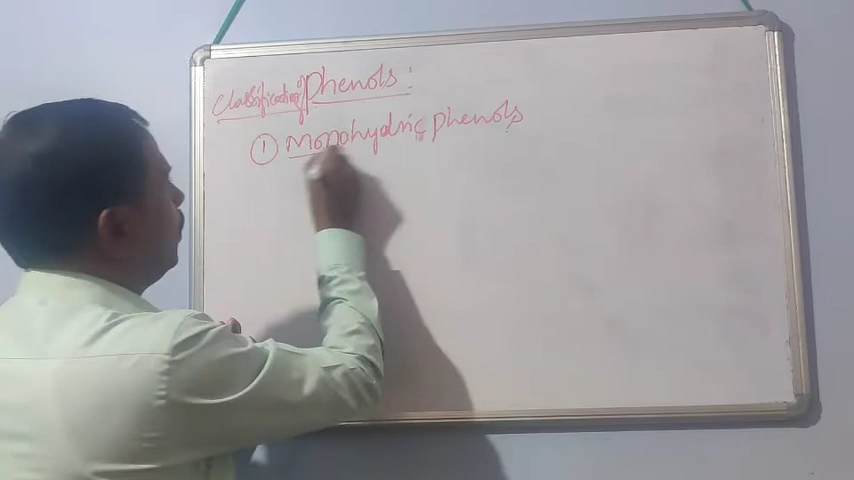 Classification of Phenols :
① Monohydric phenols